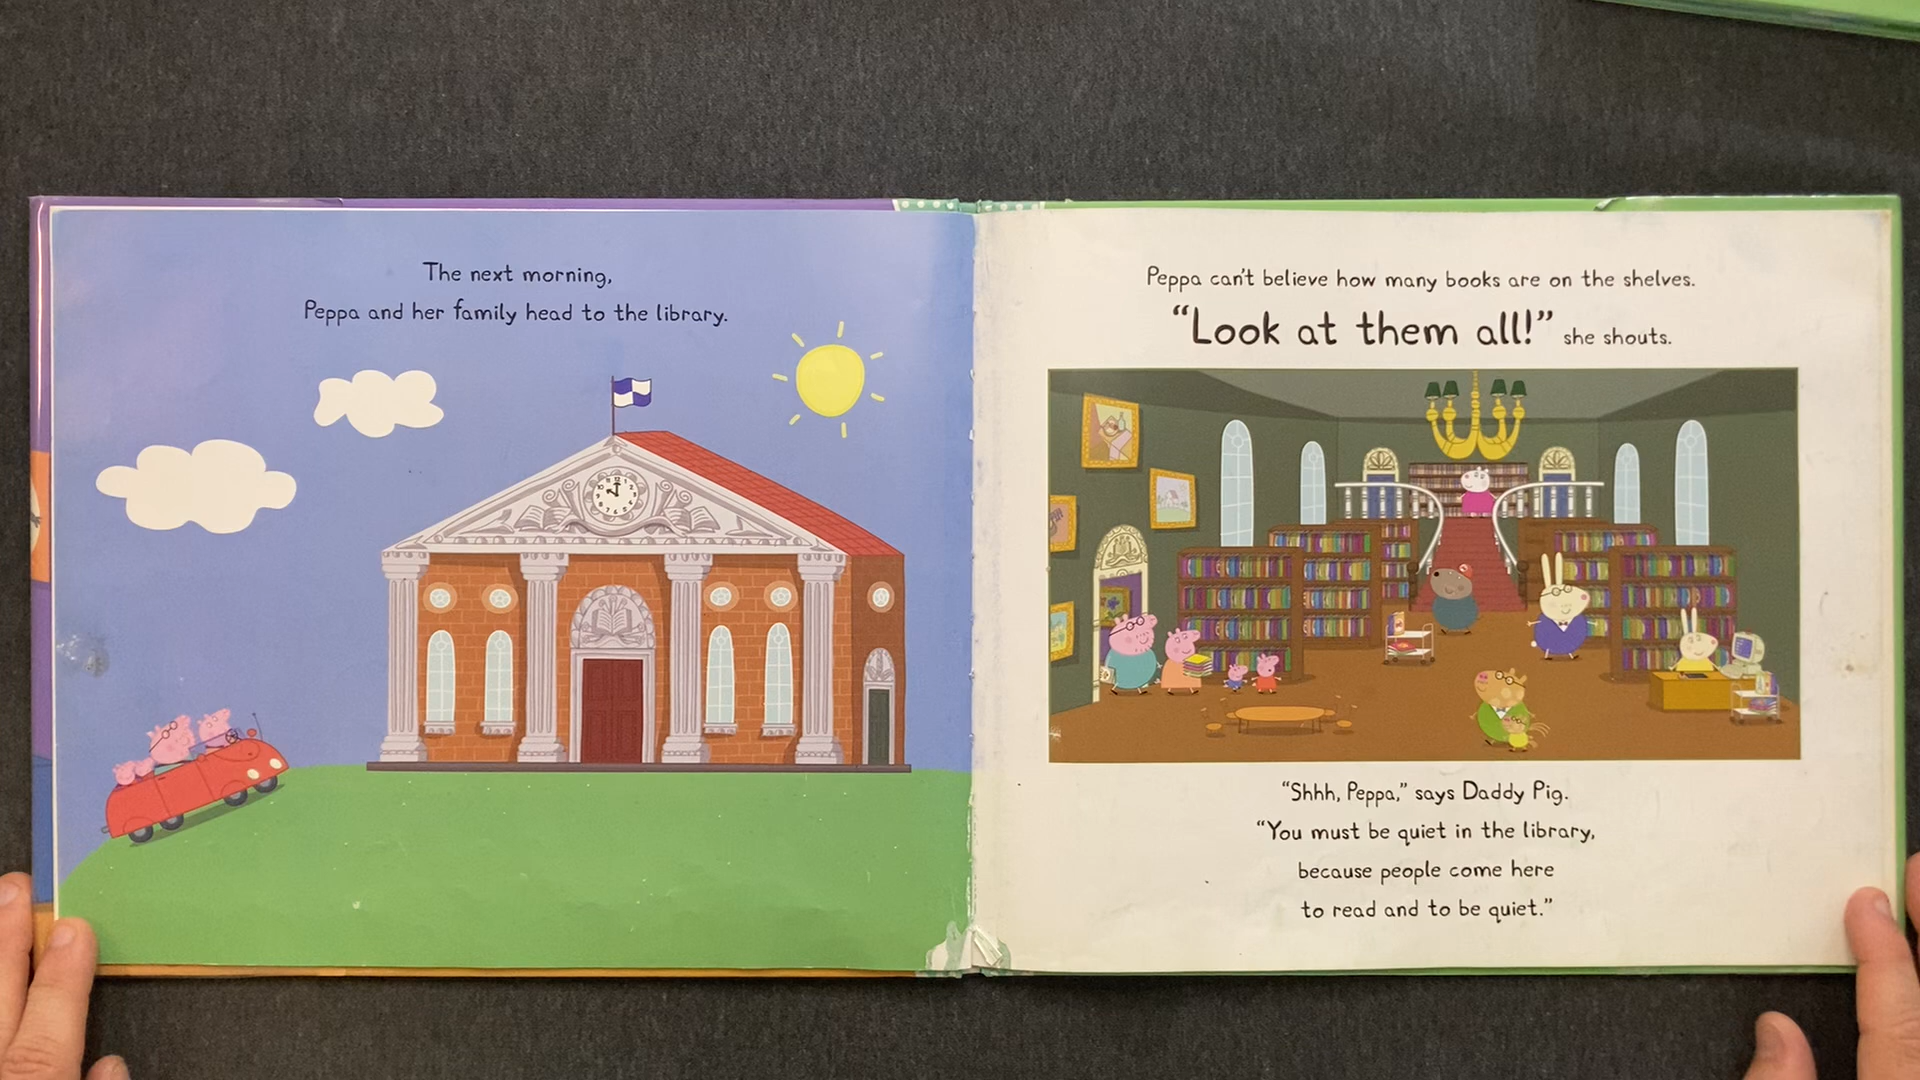 The next morning,
Peppa and her family head to the library.
Peppa can't believe how many books are on the shelves.
“Look at them all!” she shouts.
“Shhh, Peppa,” says Daddy Pig.
“You must be quiet in the library,
because people come here
to read and to be quiet.”